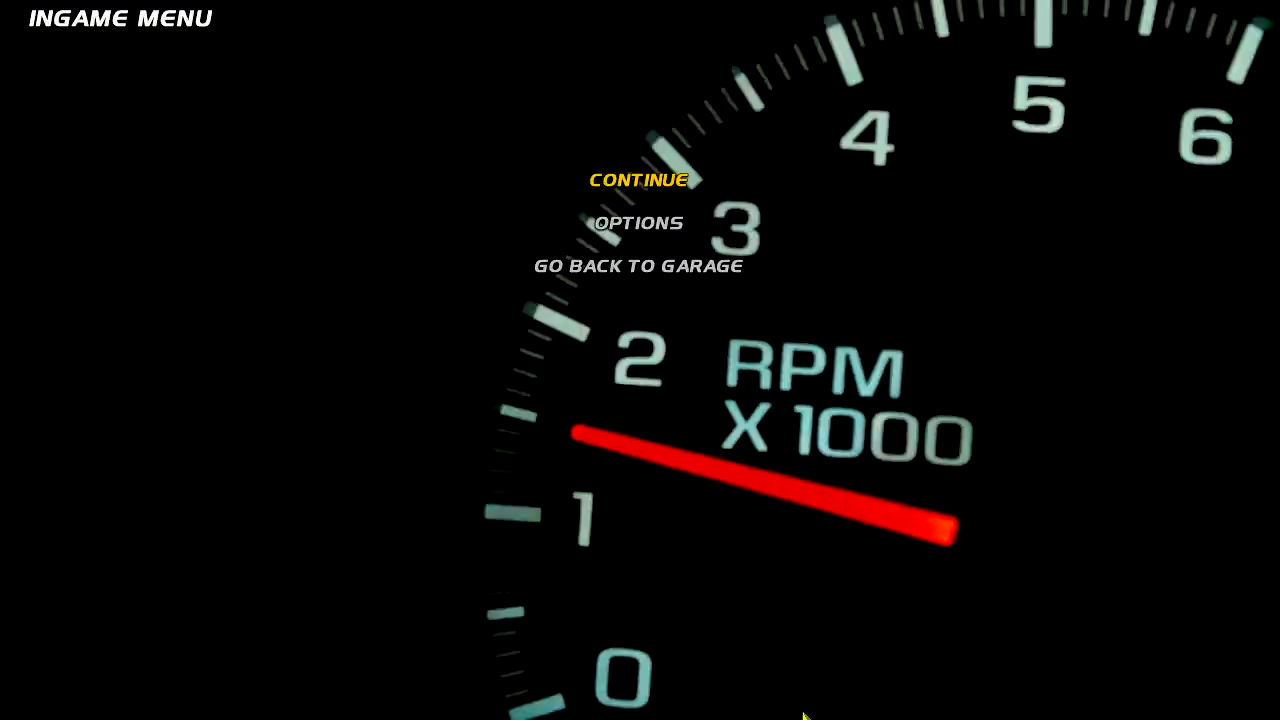 INGAME MENU
4
5
6
CONTINUE
OPTIONS
3
GO BACK TO GARAGE
2
RPM
X 1000
1
0